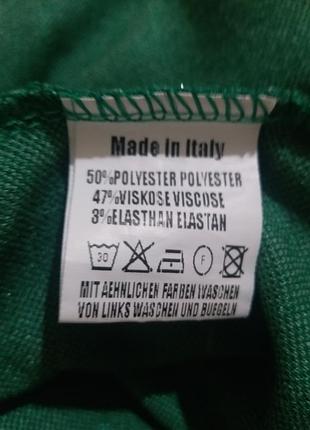 Made in Italy
50%POLYESTER POLYESTER
47%VISKOSE VISCOSE
3%ELASTHAN ELASTAN
30 F
MIT AEHNLICHEN FARBEN WASCHEN
VON LINKS WASCHEN UND BUEGELN